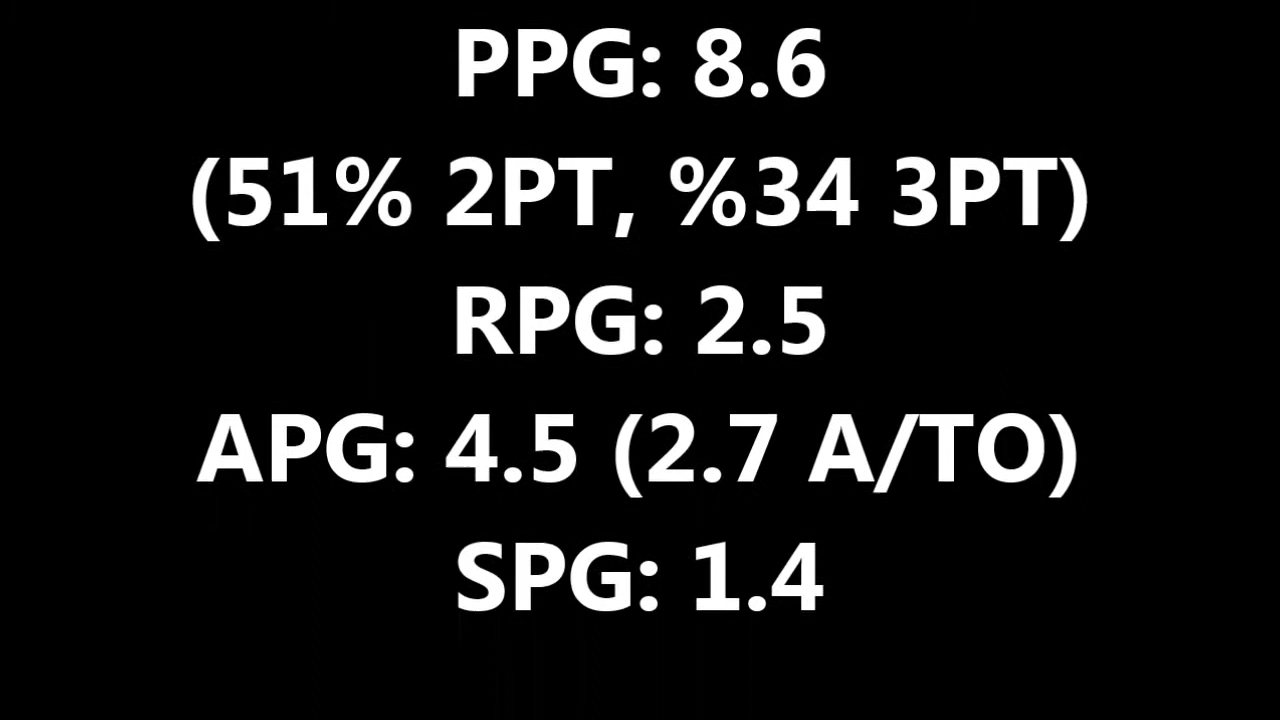 PPG: 8.6
(51% 2PT, %34 3PT)
RPG: 2.5
APG: 4.5 (2.7 A/TO)
SPG: 1.4